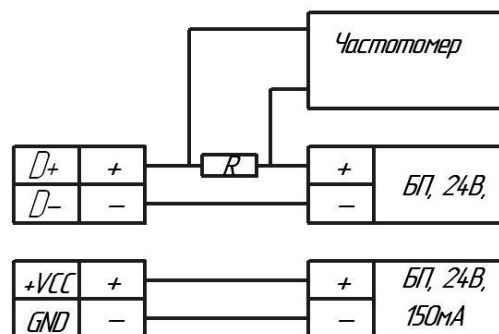 Частотомер
D+ + R + БП, 24В,
D- - -
+VCC + + БП, 24В,
GND - - 150мА